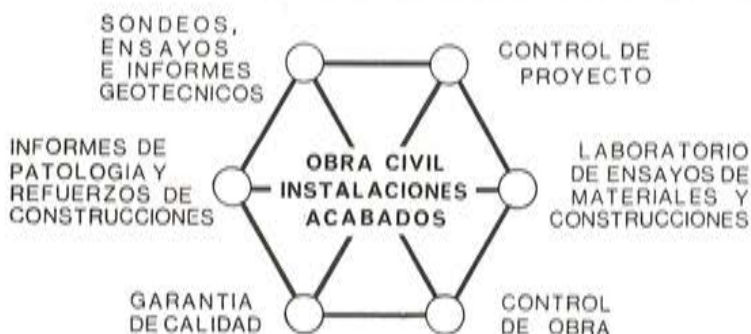 SONDEOS,
ENSAYOS
E INFORMES
GEOTECNICOS
CONTROL DE
PROYECTO
INFORMES DE
PATOLOGIA Y
REFUERZOS DE
CONSTRUCCIONES
OBRA CIVIL
INSTALACIONES
ACABADOS
LABORATORIO
DE ENSAYOS DE
MATERIALES Y
CONSTRUCCIONES
GARANTIA
DE CALIDAD
CONTROL
DE OBRA